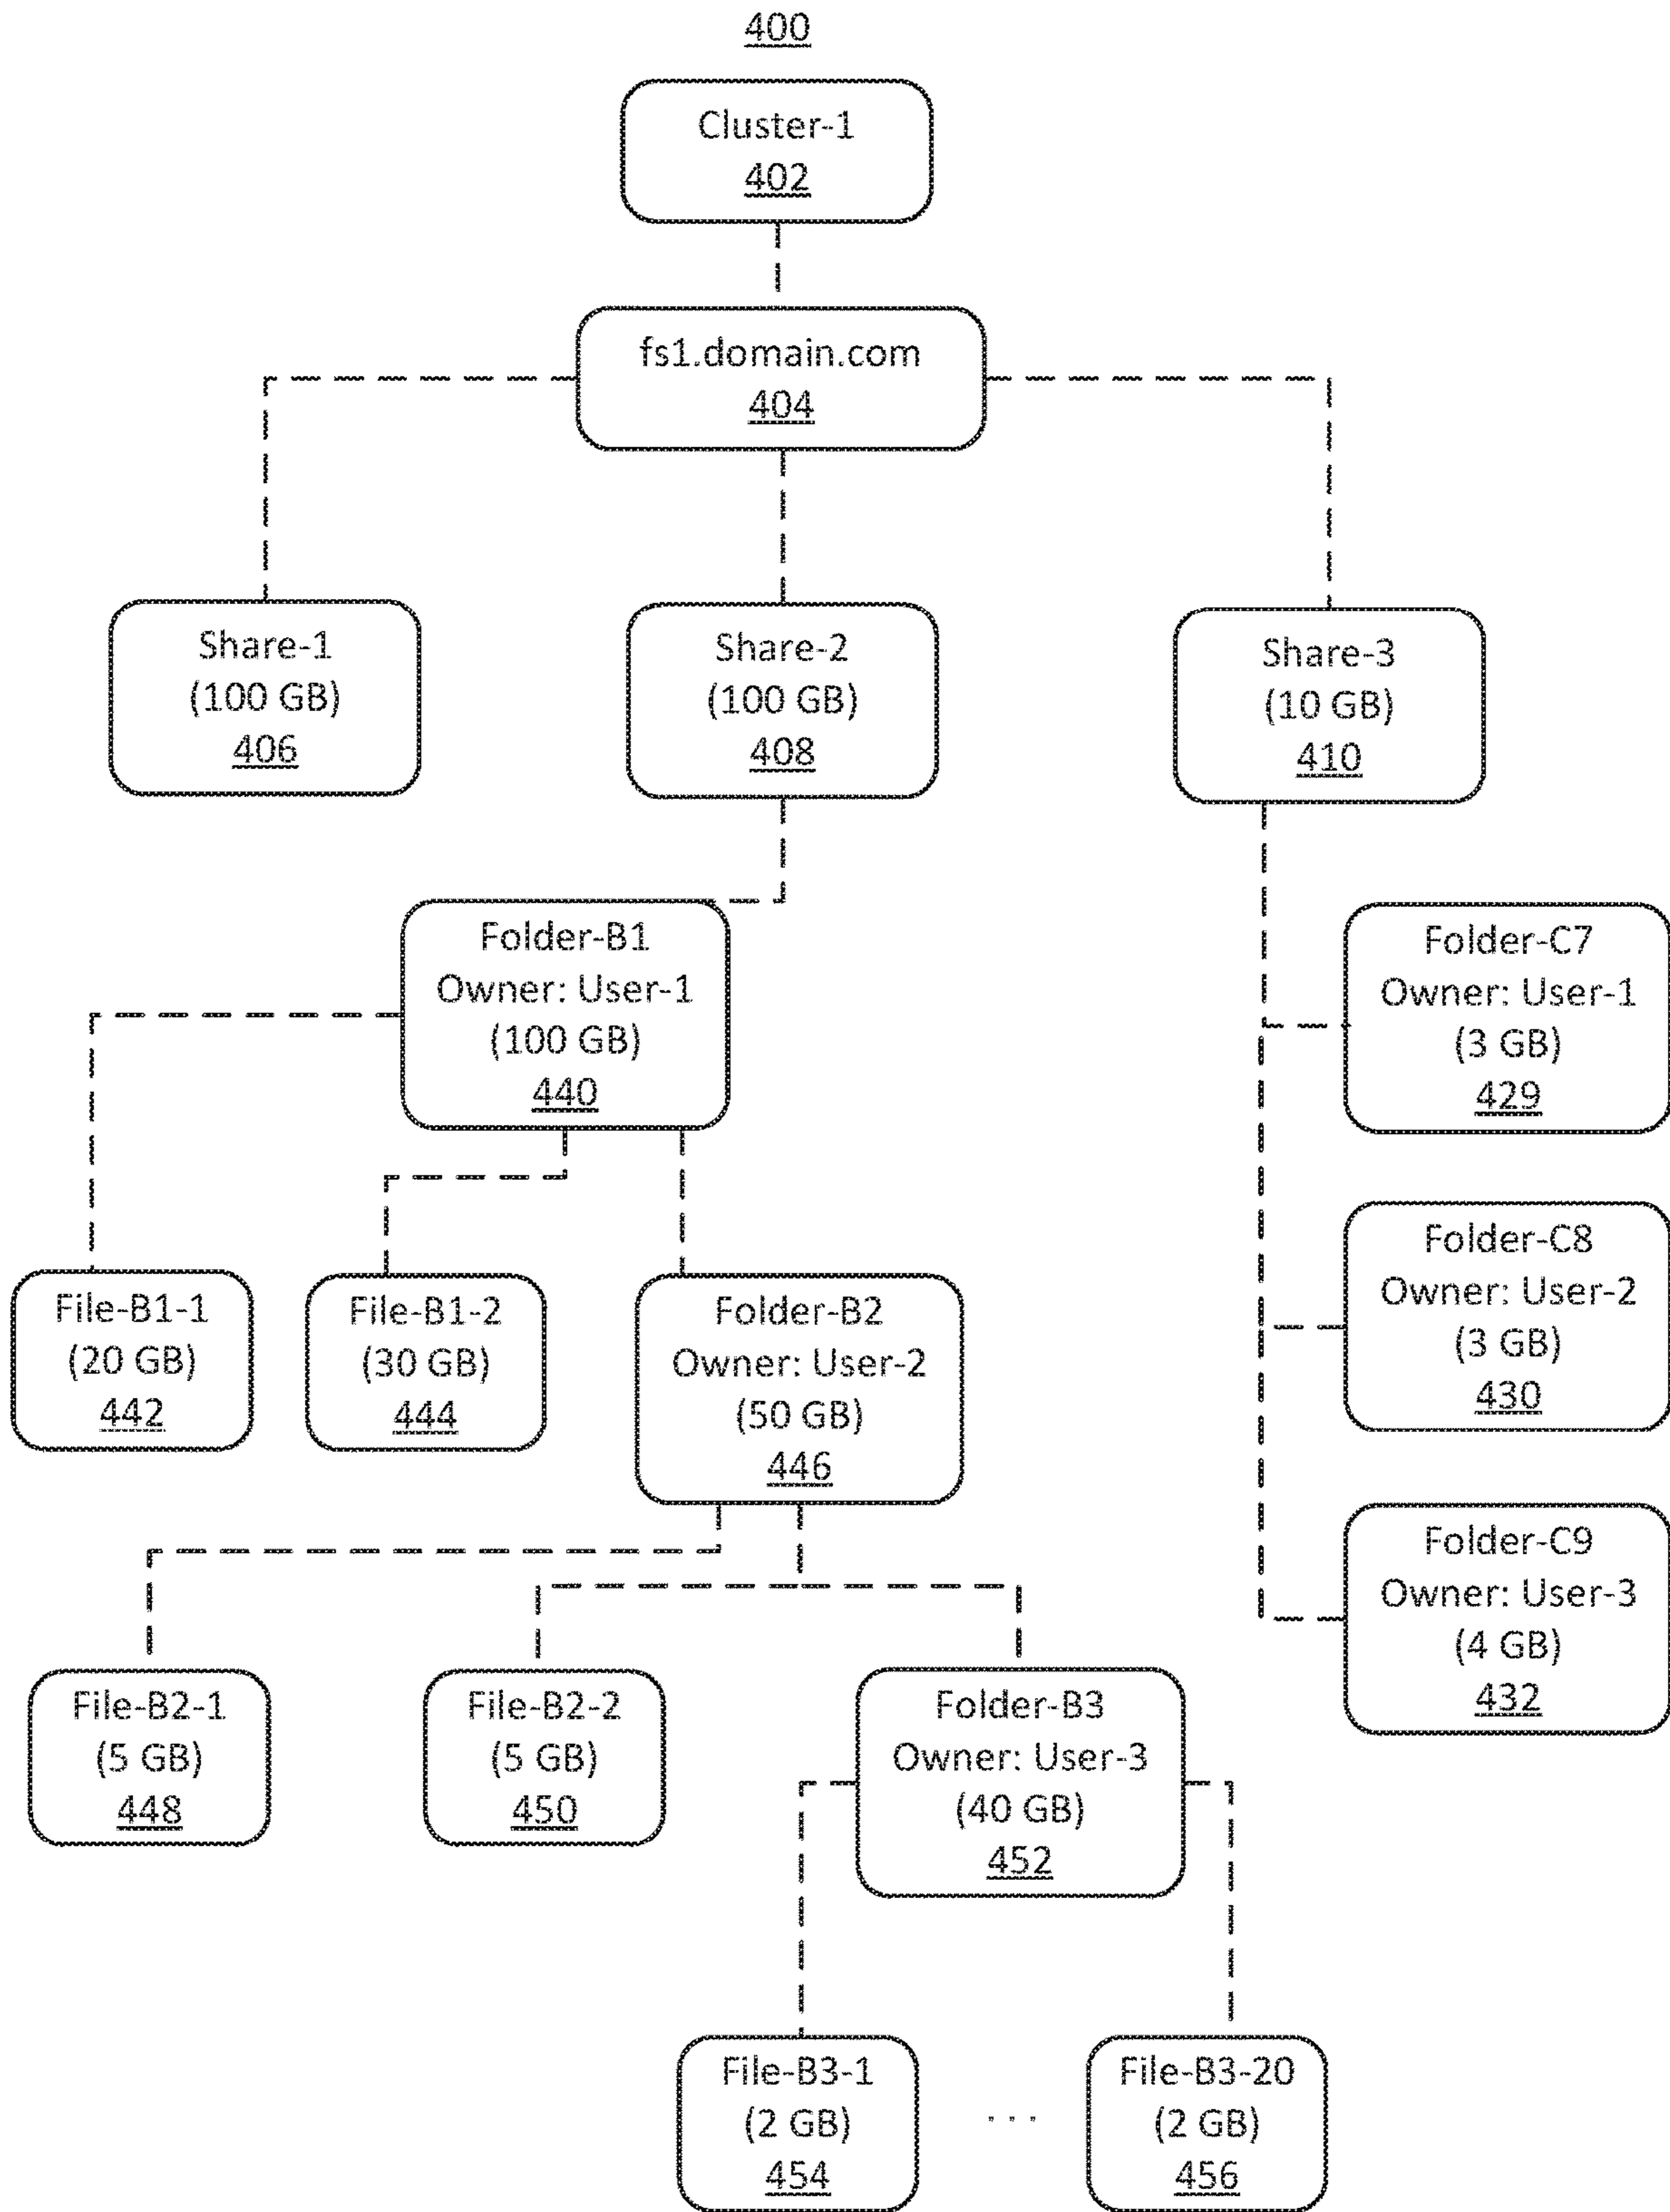 400
Cluster-1
402
fs1.domain.com
404
Share-1
(100 GB)
406
Share-2
(100 GB)
408
Share-3
(10 GB)
410
Folder-B1
Owner: User-1
(100 GB)
440
Folder-C7
Owner: User-1
(3 GB)
429
File-B1-1
(20 GB)
442
File-B1-2
(30 GB)
444
Folder-B2
Owner: User-2
(50 GB)
446
Folder-C8
Owner: User-2
(3 GB)
430
Folder-C9
Owner: User-3
(4 GB)
432
File-B2-1
(5 GB)
448
File-B2-2
(5 GB)
450
Folder-B3
Owner: User-3
(40 GB)
452
File-B3-1
(2 GB)
454
. . .
File-B3-20
(2 GB)
456